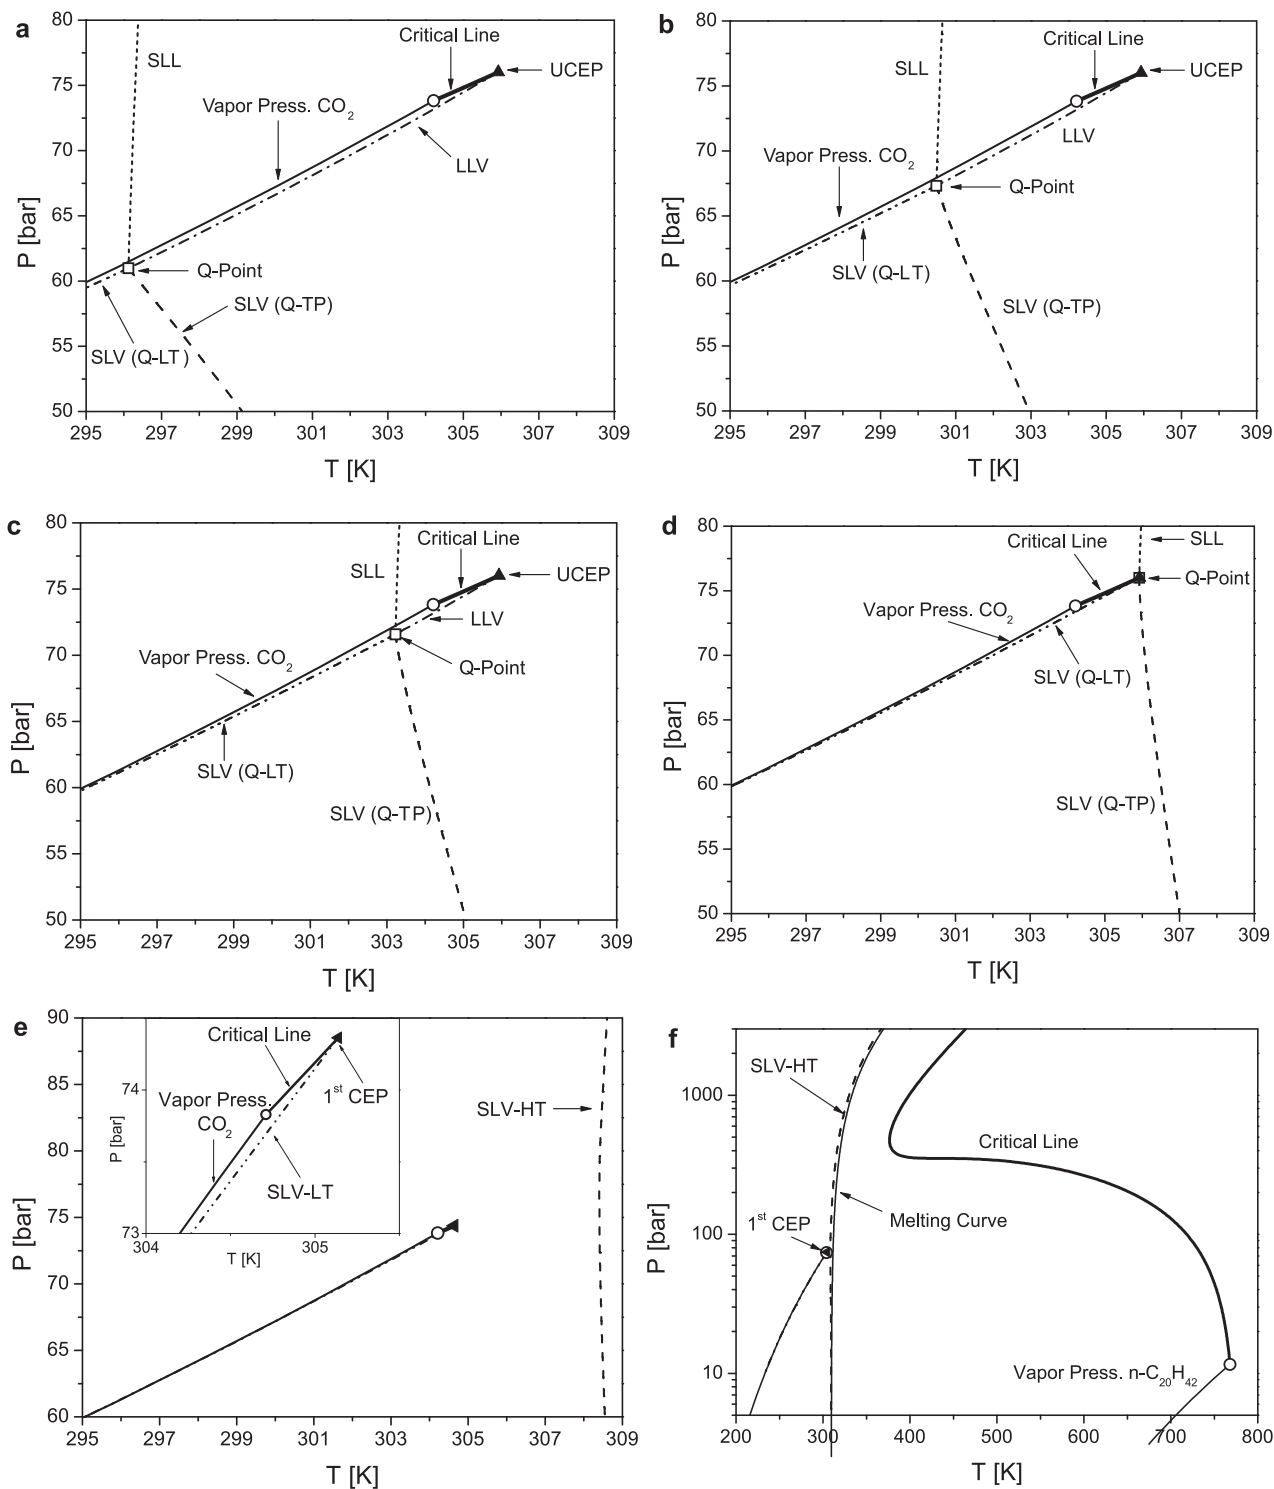 a
80
75
70
65
60
55
50
P [bar]
295 297 299 301 303 305 307 309
T [K]
SLL
Critical Line
UCEP
Vapor Press. CO2
LLV
Q-Point
SLV (Q-TP)
SLV (Q-LT)
b
80
75
70
65
60
55
50
P [bar]
295 297 299 301 303 305 307 309
T [K]
Critical Line
SLL
UCEP
LLV
Vapor Press. CO2
Q-Point
SLV (Q-LT)
SLV (Q-TP)
c
80
75
70
65
60
55
50
P [bar]
295 297 299 301 303 305 307 309
T [K]
Critical Line
SLL
UCEP
LLV
Vapor Press. CO2
Q-Point
SLV (Q-LT)
SLV (Q-TP)
d
80
75
70
65
60
55
50
P [bar]
295 297 299 301 303 305 307 309
T [K]
SLL
Critical Line
Q-Point
Vapor Press. CO2
SLV (Q-LT)
SLV (Q-TP)
e
90
85
80
75
70
65
60
P [bar]
295 297 299 301 303 305 307 309
T [K]
Critical Line
74
Vapor Press.
CO2
1st CEP
P [bar]
SLV-LT
73
304 305
T [K]
SLV-HT
f
1000
100
10
P [bar]
200 300 400 500 600 700 800
T [K]
SLV-HT
Critical Line
1st CEP
Melting Curve
Vapor Press. n-C20H42